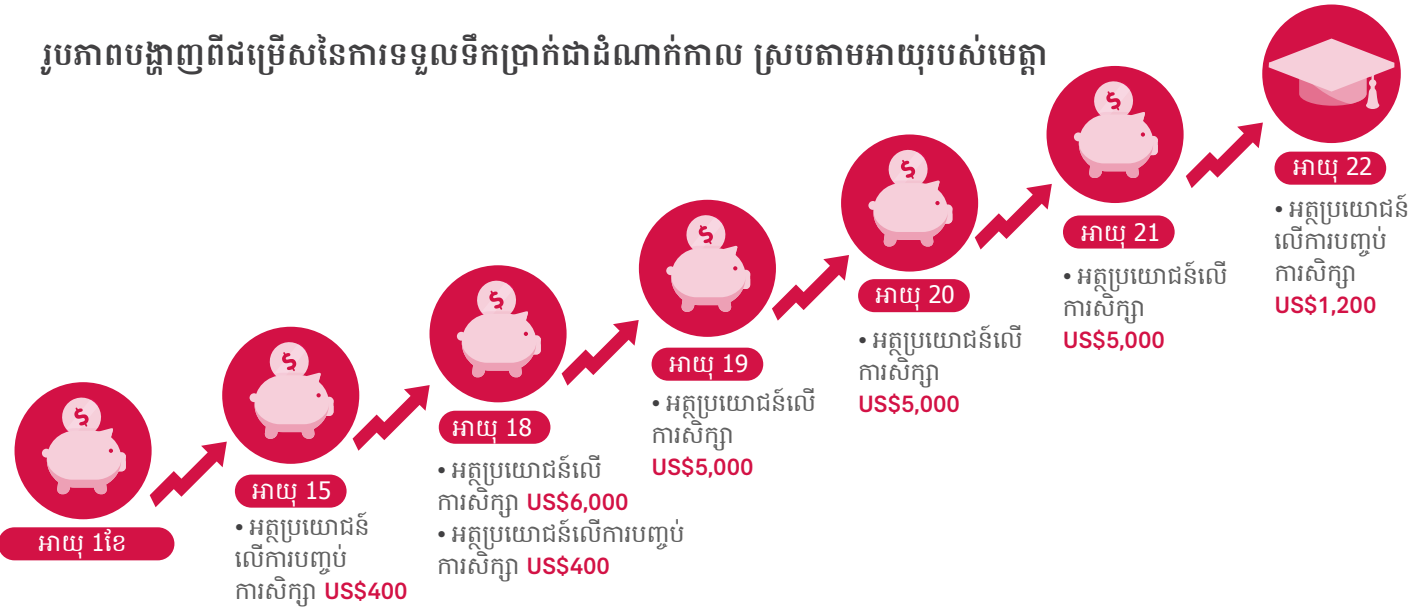 រូបភាពបង្ហាញពីជម្រើសនៃការទទួលទឹកប្រាក់ជាដំណាក់កាល ស្របតាមអាយុរបស់មេត្តា
$
អាយុ 1ខែ
$
អាយុ 15
• អត្ថប្រយោជន៍
លើការបញ្ចប់
ការសិក្សា US$400
$
អាយុ 18
• អត្ថប្រយោជន៍លើ
ការសិក្សា US$6,000
• អត្ថប្រយោជន៍លើការបញ្ចប់
ការសិក្សា US$400
$
អាយុ 19
• អត្ថប្រយោជន៍លើ
ការសិក្សា
US$5,000
$
អាយុ 20
• អត្ថប្រយោជន៍លើ
ការសិក្សា
US$5,000
$
អាយុ 21
• អត្ថប្រយោជន៍លើ
ការសិក្សា
US$5,000
អាយុ 22
• អត្ថប្រយោជន៍
លើការបញ្ចប់
ការសិក្សា
US$1,200